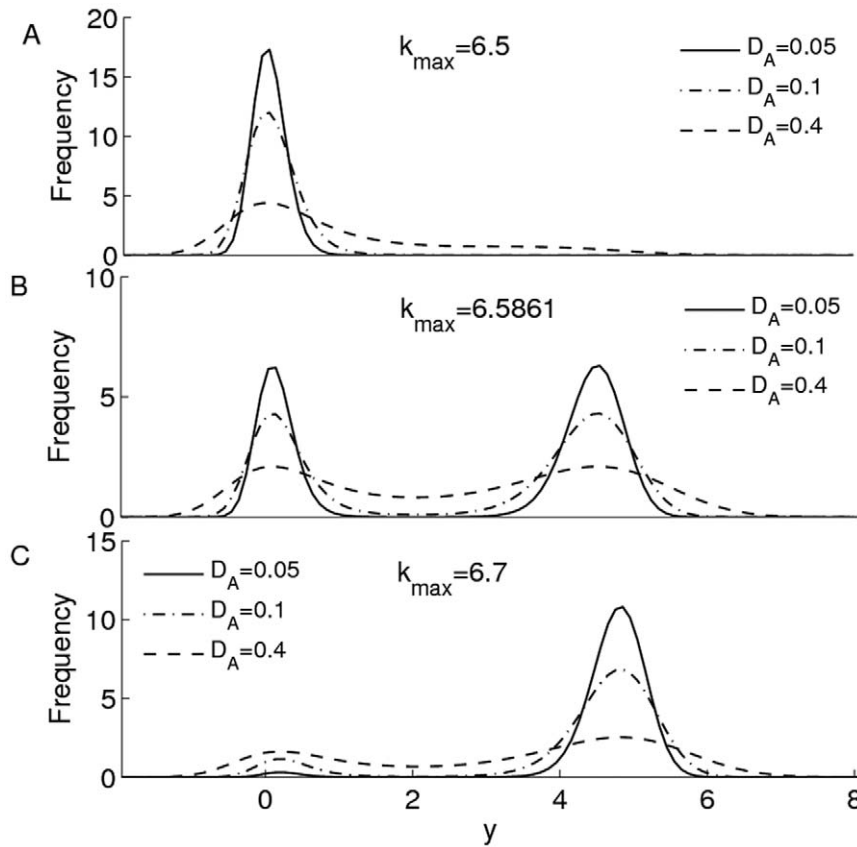 A
20
15
10
5
0
Frequency
k_max=6.5
D_A=0.05
D_A=0.1
D_A=0.4
B
10
5
0
Frequency
k_max=6.5861
D_A=0.05
D_A=0.1
D_A=0.4
C
15
10
5
0
Frequency
D_A=0.05
D_A=0.1
D_A=0.4
k_max=6.7
0 2 4 6 8
y